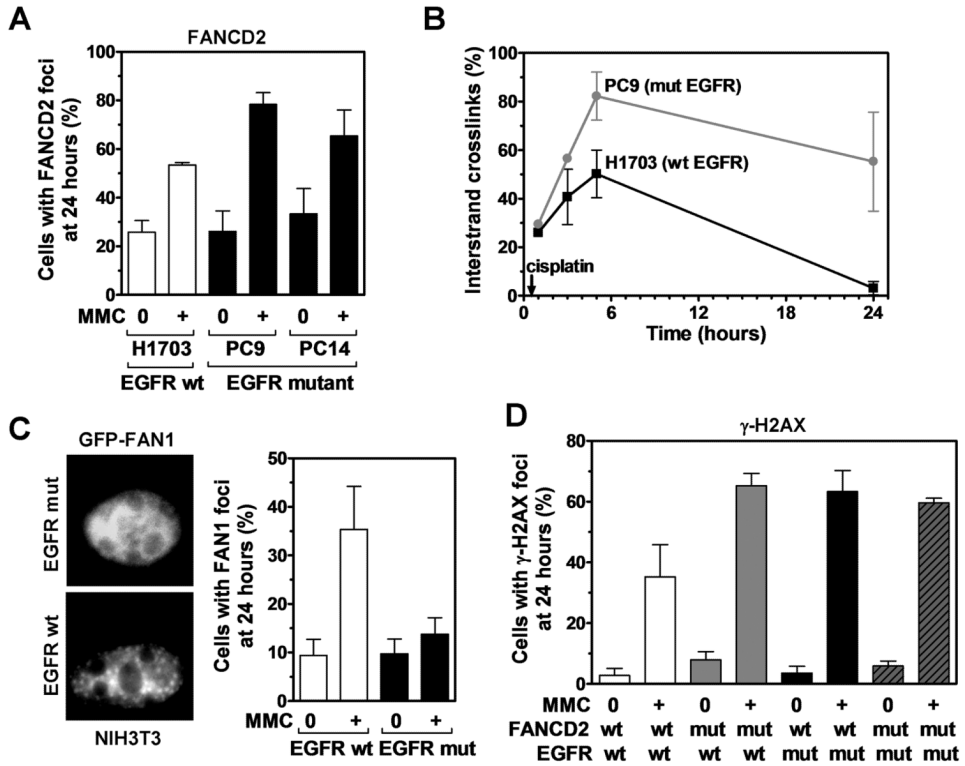 A
FANCD2
Cells with FANCD2 foci
at 24 hours (%)
100
80
60
40
20
0
MMC 0 + 0 + 0 +
H1703 PC9 PC14
EGFR wt EGFR mutant
B
Interstrand crosslinks (%)
100
80
60
40
20
0
PC9 (mut EGFR)
H1703 (wt EGFR)
cisplatin
0 6 12 18 24
Time (hours)
C
GFP-FAN1
EGFR mut
EGFR wt
NIH3T3
Cells with FAN1 foci
at 24 hours (%)
50
40
30
20
10
0
MMC 0 + 0 +
EGFR wt EGFR mut
D
γ-H2AX
Cells with γ-H2AX foci
at 24 hours (%)
80
60
40
20
0
MMC 0 + 0 + 0 + 0 +
FANCD2 wt wt mut mut wt wt mut mut
EGFR wt wt wt wt mut mut mut mut